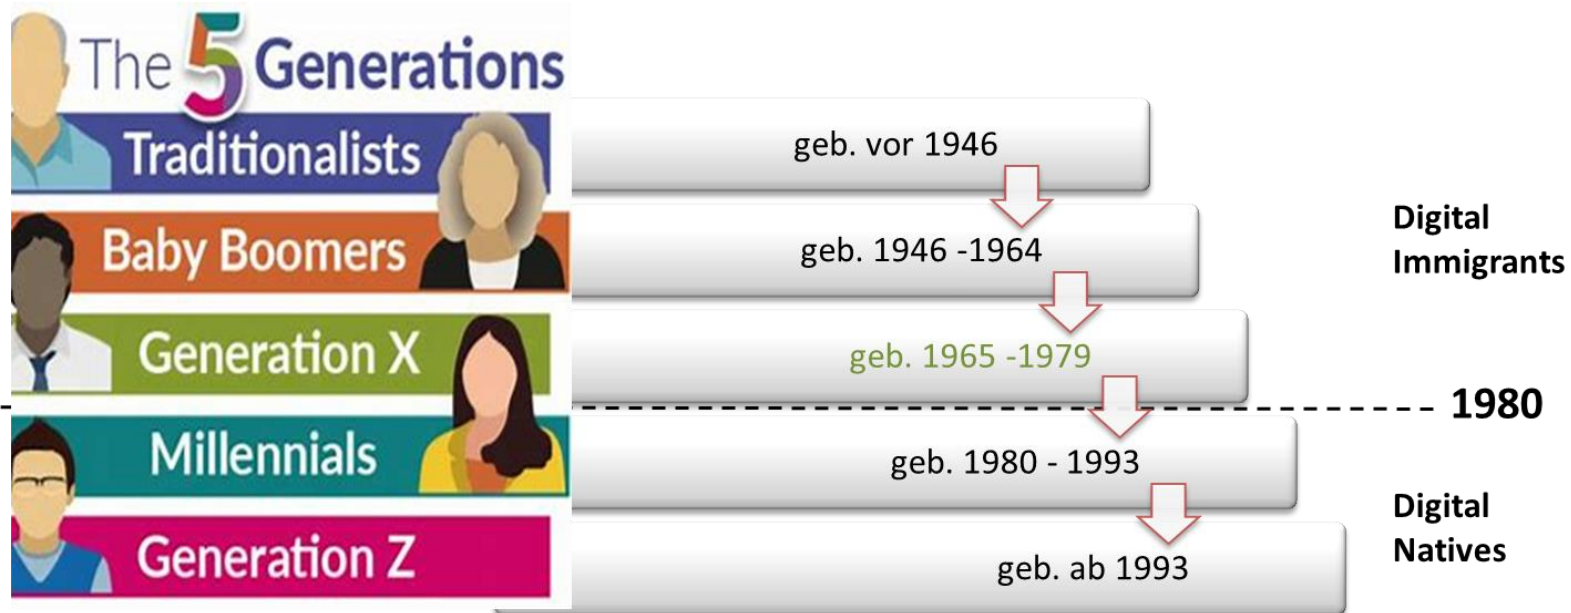 The 5 Generations
Traditionalists
geb. vor 1946
Baby Boomers
geb. 1946 -1964
Digital
Immigrants
Generation X
geb. 1965 -1979
1980
Millennials
geb. 1980 - 1993
Digital
Natives
Generation Z
geb. ab 1993